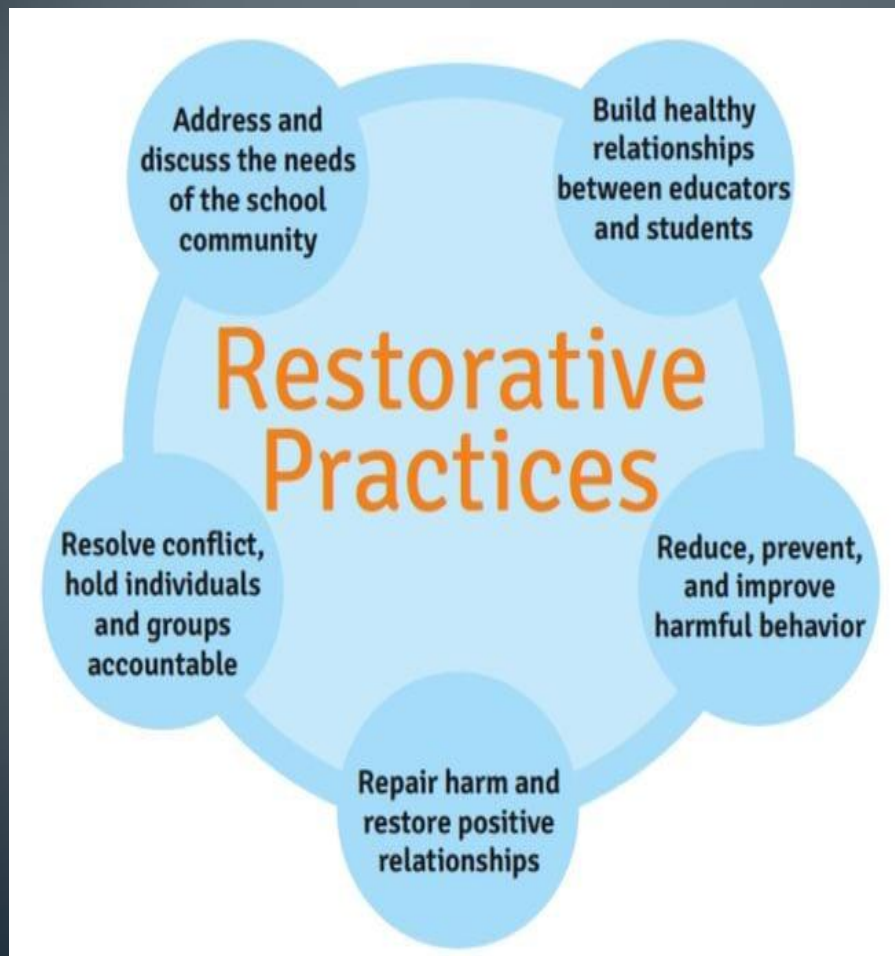 Address and
discuss the needs
of the school
community
Build healthy
relationships
between educators
and students
Restorative
Practices
Resolve conflict,
hold individuals
and groups
accountable
Reduce, prevent,
and improve
harmful behavior
Repair harm and
restore positive
relationships